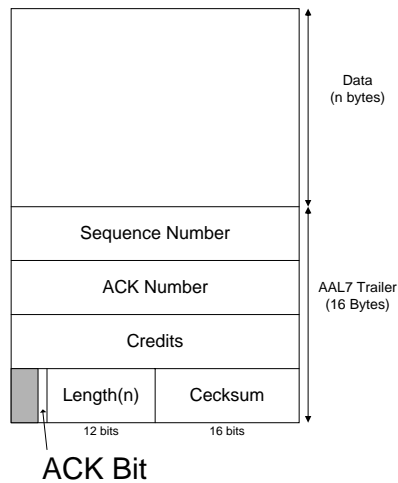 Data
(n bytes)
Sequence Number
ACK Number
AAL7 Trailer
(16 Bytes)
Credits
Length(n)
Cecksum
12 bits
16 bits
ACK Bit